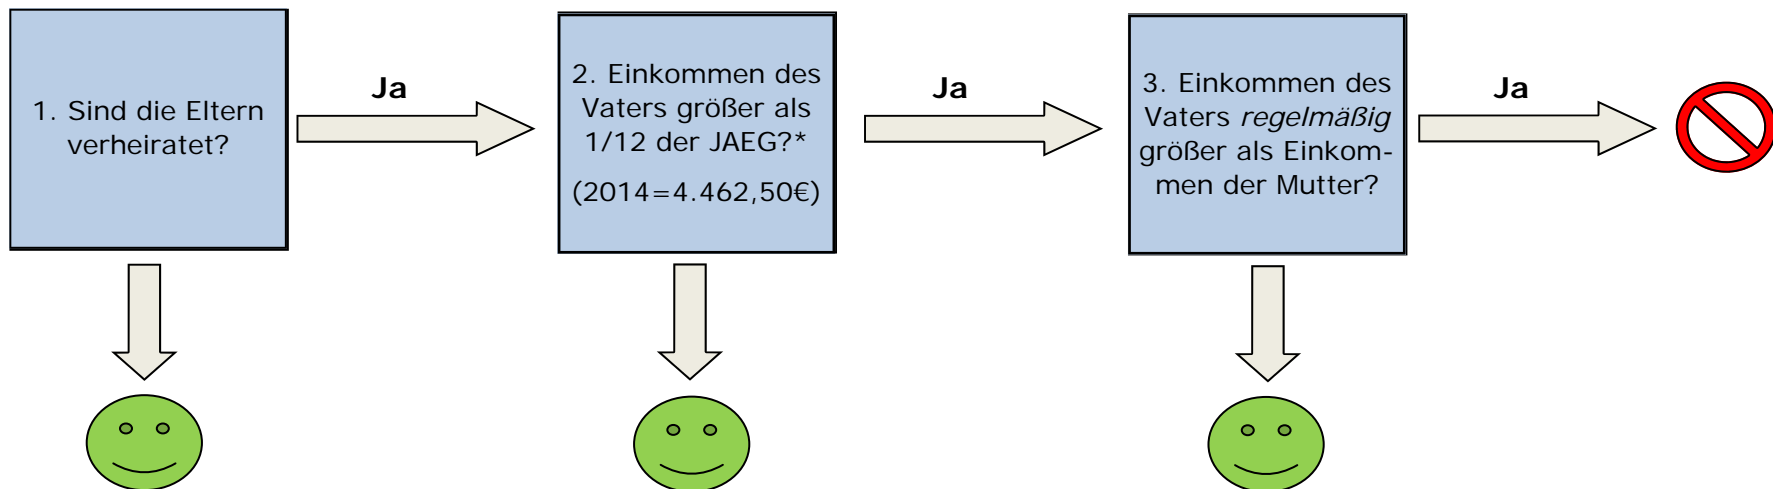 1. Sind die Eltern
verheiratet?
Ja
2. Einkommen des
Vaters größer als
1/12 der JAEG?*
(2014=4.462,50€)
Ja
3. Einkommen des
Vaters regelmäßig
größer als Einkom-
men der Mutter?
Ja